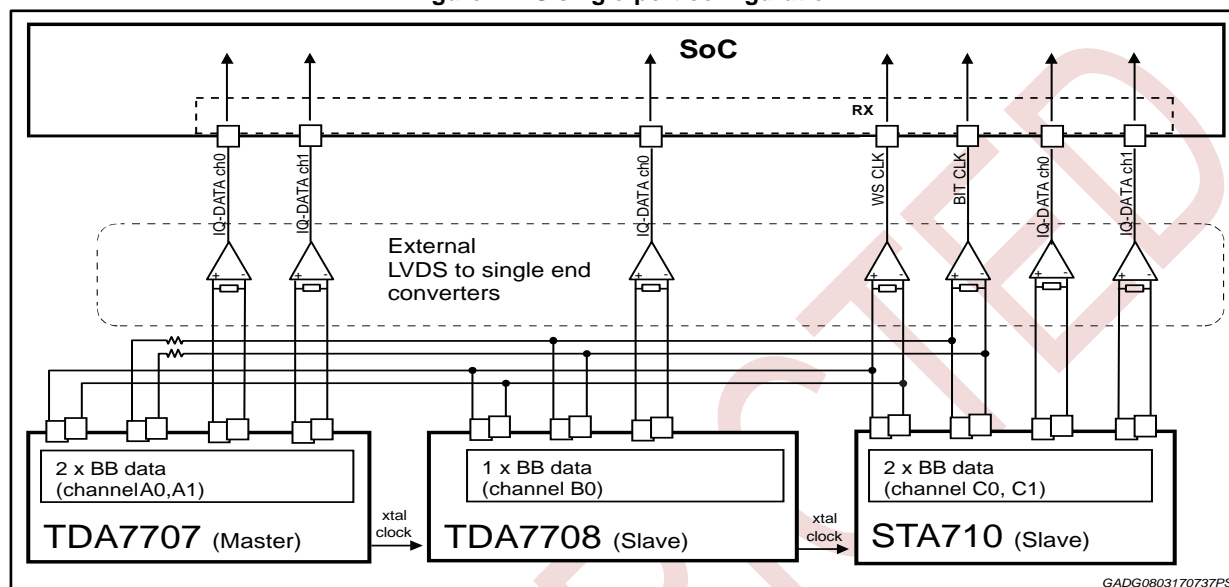 SoC
RX
IQ-DATA ch0
IQ-DATA ch1
IQ-DATA ch0
WS CLK
BIT CLK
IQ-DATA ch0
IQ-DATA ch1
External
LVDS to single end
converters
+ -
+ -
+ -
+ -
+ -
+ -
+ -
2 x BB data
(channelA0,A1)
TDA7707 (Master)
xtal
clock
1 x BB data
(channel B0)
TDA7708 (Slave)
xtal
clock
2 x BB data
(channel C0, C1)
STA710 (Slave)
GADG0803170737PS